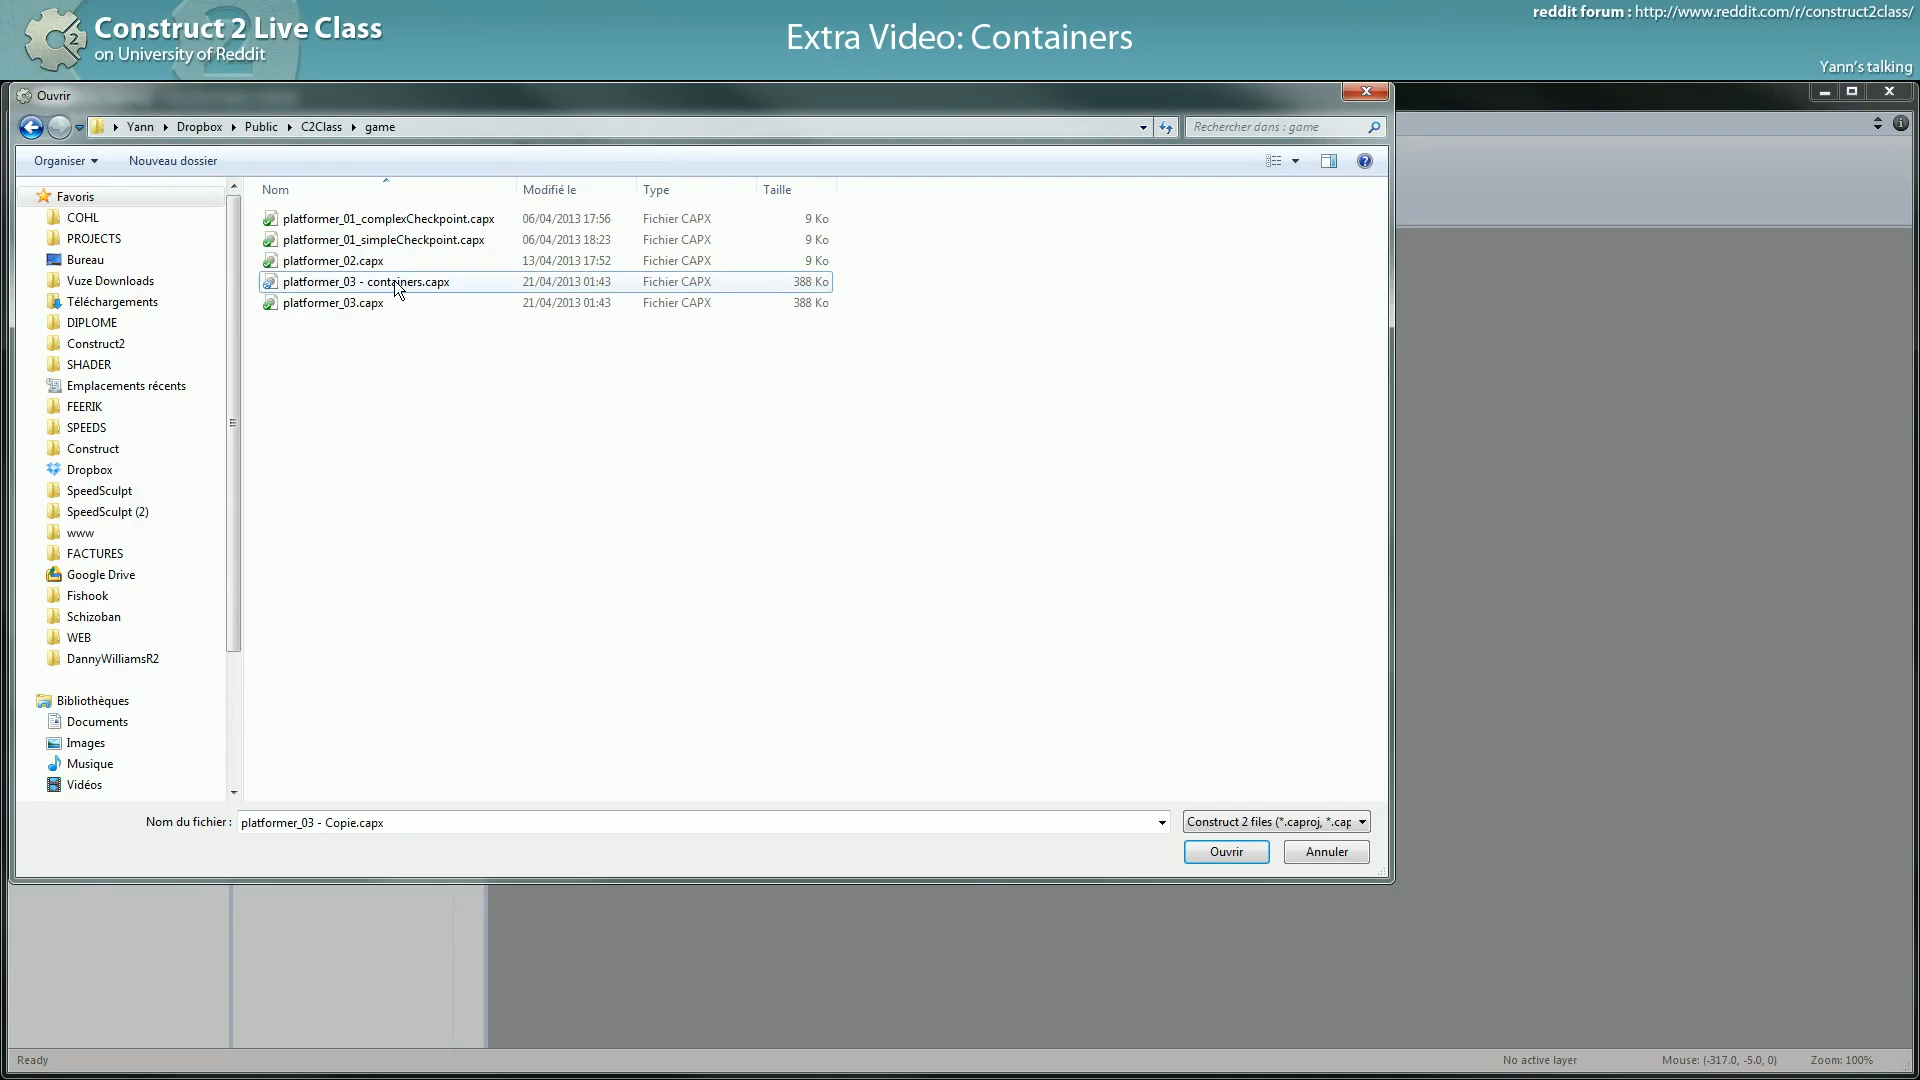 Construct 2 Live Class
on University of Reddit
Extra Video: Containers
reddit forum : http://www.reddit.com/r/construct2class/
Yann's talking
2
Ouvrir
Yann Dropbox Public C2Class game
Rechercher dans : game
Organiser Nouveau dossier
Nom Modifié le Type Taille
platformer_01_complexCheckpoint.capx 06/04/2013 17:56 Fichier CAPX 9 Ko
platformer_01_simpleCheckpoint.capx 06/04/2013 18:23 Fichier CAPX 9 Ko
platformer_02.capx 13/04/2013 17:52 Fichier CAPX 9 Ko
platformer_03 - containers.capx 21/04/2013 01:43 Fichier CAPX 388 Ko
platformer_03.capx 21/04/2013 01:43 Fichier CAPX 388 Ko
Favoris
COHL
PROJECTS
Bureau
Vuze Downloads
Téléchargements
DIPLOME
Construct2
SHADER
Emplacements récents
FEERIK
SPEEDS
Construct
Dropbox
SpeedSculpt
SpeedSculpt (2)
www
FACTURES
Google Drive
Fishook
Schizoban
WEB
DannyWilliamsR2
Bibliothèques
Documents
Images
Musique
Vidéos
Nom du fichier : platformer_03 - Copie.capx
Construct 2 files (*.caproj, *.cap
Ouvrir Annuler
Ready
No active layer Mouse: (-317.0, -5.0, 0) Zoom: 100%